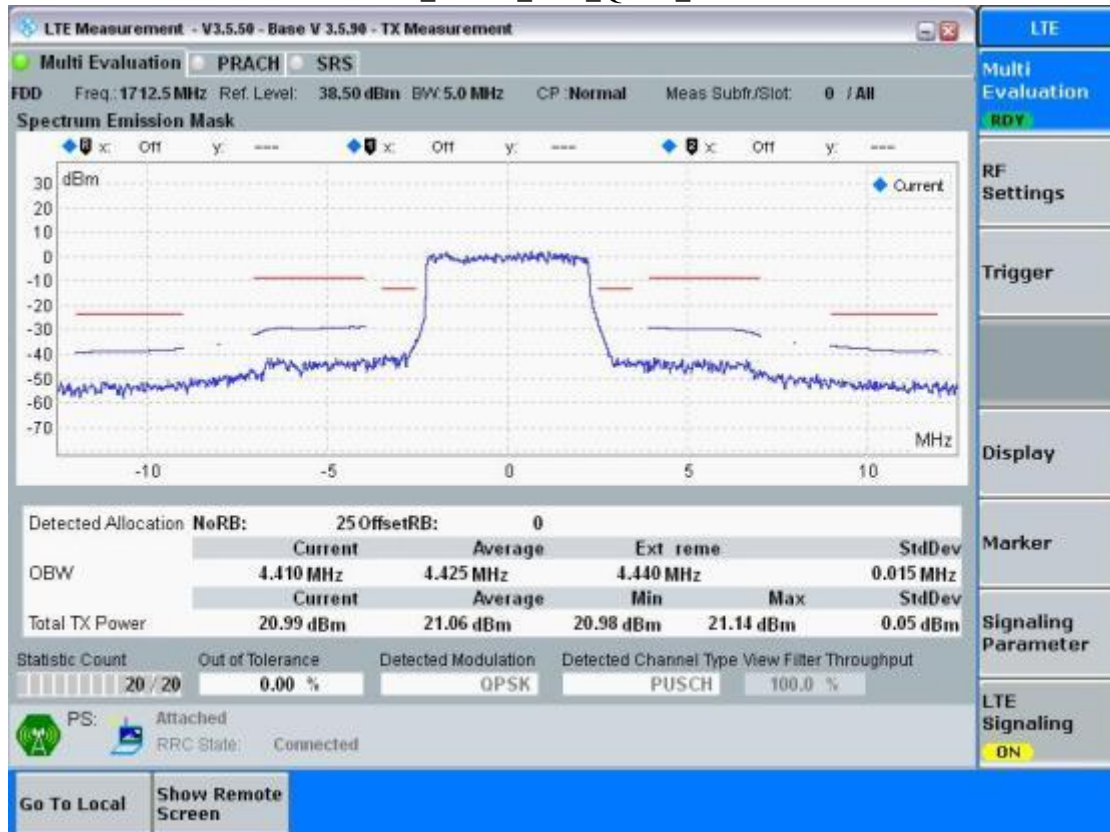 LTE Measurement - V3.5.50 - Base V 3.5.90 - TX Measurement
LTE
Multi Evaluation PRACH SRS
Multi Evaluation
RDY
FDD Freq.: 1712.5 MHz Ref. Level: 38.50 dBm BW: 5.0 MHz CP : Normal Meas Subfr/Slot: 0 / All
Spectrum Emission Mask
x: Off y: --- x: Off y: --- x: Off y: ---
dBm
Current
30
20
10
0
-10
-20
-30
-40
-50
-60
-70
MHz
-10 -5 0 5 10
RF Settings
Trigger
Display
Marker
Signaling Parameter
LTE Signaling
ON
Detected Allocation NoRB: 25 OffsetRB: 0
Current Average Ext reme StdDev
OBW 4.410 MHz 4.425 MHz 4.440 MHz 0.015 MHz
Current Average Min Max StdDev
Total TX Power 20.99 dBm 21.06 dBm 20.98 dBm 21.14 dBm 0.05 dBm
Statistic Count Out of Tolerance Detected Modulation Detected Channel Type View Filter Throughput
20 / 20 0.00 % QPSK PUSCH 100.0 %
PS: Attached
RRC State: Connected
Go To Local
Show Remote Screen